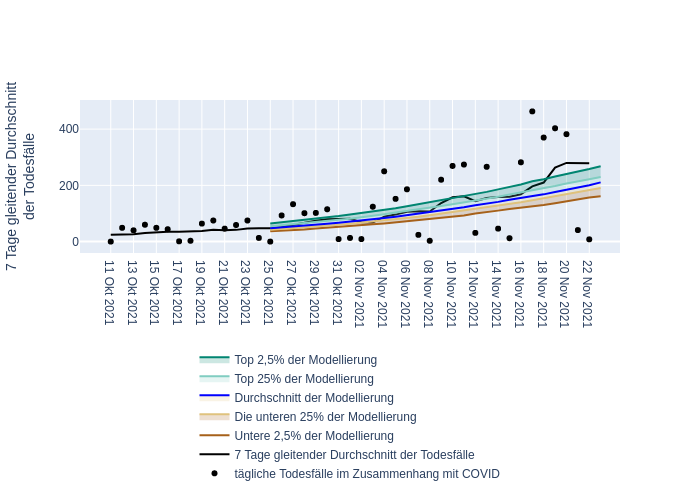 7 Tage gleitender Durchschnitt
der Todesfälle
400
200
0
11 Okt 2021
13 Okt 2021
15 Okt 2021
17 Okt 2021
19 Okt 2021
21 Okt 2021
23 Okt 2021
25 Okt 2021
27 Okt 2021
29 Okt 2021
31 Okt 2021
02 Nov 2021
04 Nov 2021
06 Nov 2021
08 Nov 2021
10 Nov 2021
12 Nov 2021
14 Nov 2021
16 Nov 2021
18 Nov 2021
20 Nov 2021
22 Nov 2021
Top 2,5% der Modellierung
Top 25% der Modellierung
Durchschnitt der Modellierung
Die unteren 25% der Modellierung
Untere 2,5% der Modellierung
7 Tage gleitender Durchschnitt der Todesfälle
tägliche Todesfälle im Zusammenhang mit COVID